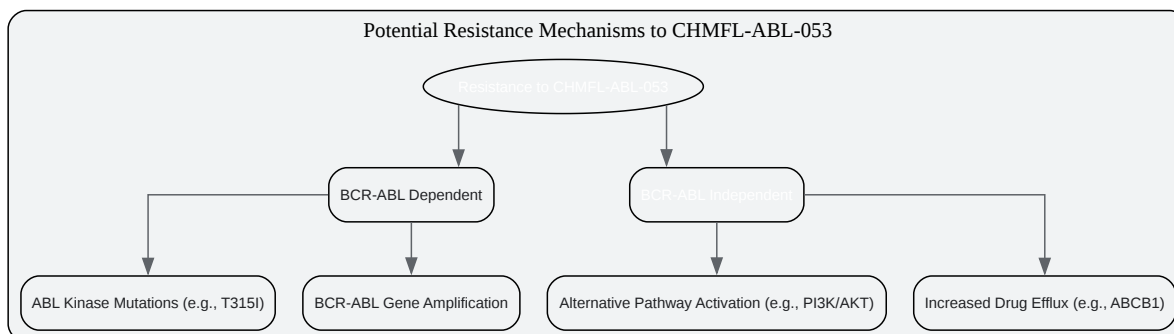 Potential Resistance Mechanisms to CHMFL-ABL-053
Resistance to CHMFL-ABL-053
BCR-ABL Dependent
BCR-ABL Independent
ABL Kinase Mutations (e.g., T315I)
BCR-ABL Gene Amplification
Alternative Pathway Activation (e.g., PI3K/AKT)
Increased Drug Efflux (e.g., ABCB1)